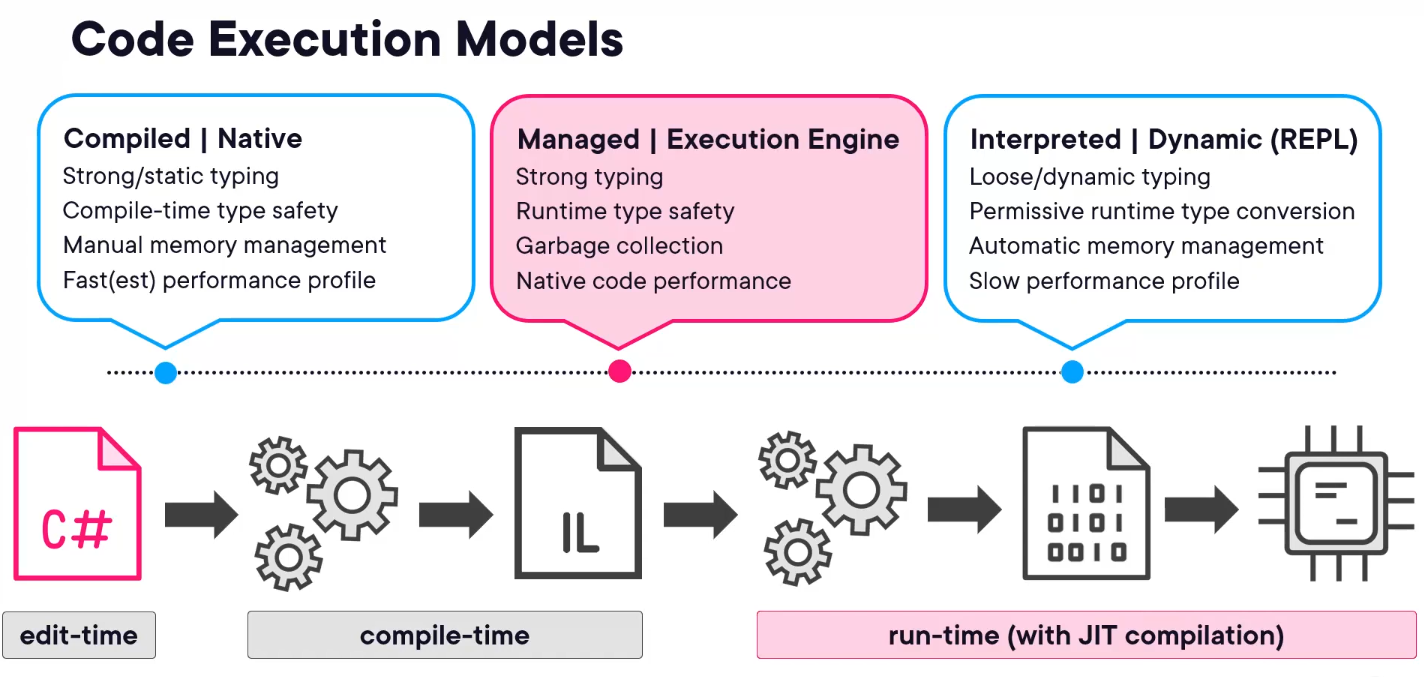 Code Execution Models
Compiled | Native
Strong/static typing
Compile-time type safety
Manual memory management
Fast(est) performance profile
Managed | Execution Engine
Strong typing
Runtime type safety
Garbage collection
Native code performance
Interpreted | Dynamic (REPL)
Loose/dynamic typing
Permissive runtime type conversion
Automatic memory management
Slow performance profile
C#
IL
1101
0101
0010
edit-time
compile-time
run-time (with JIT compilation)